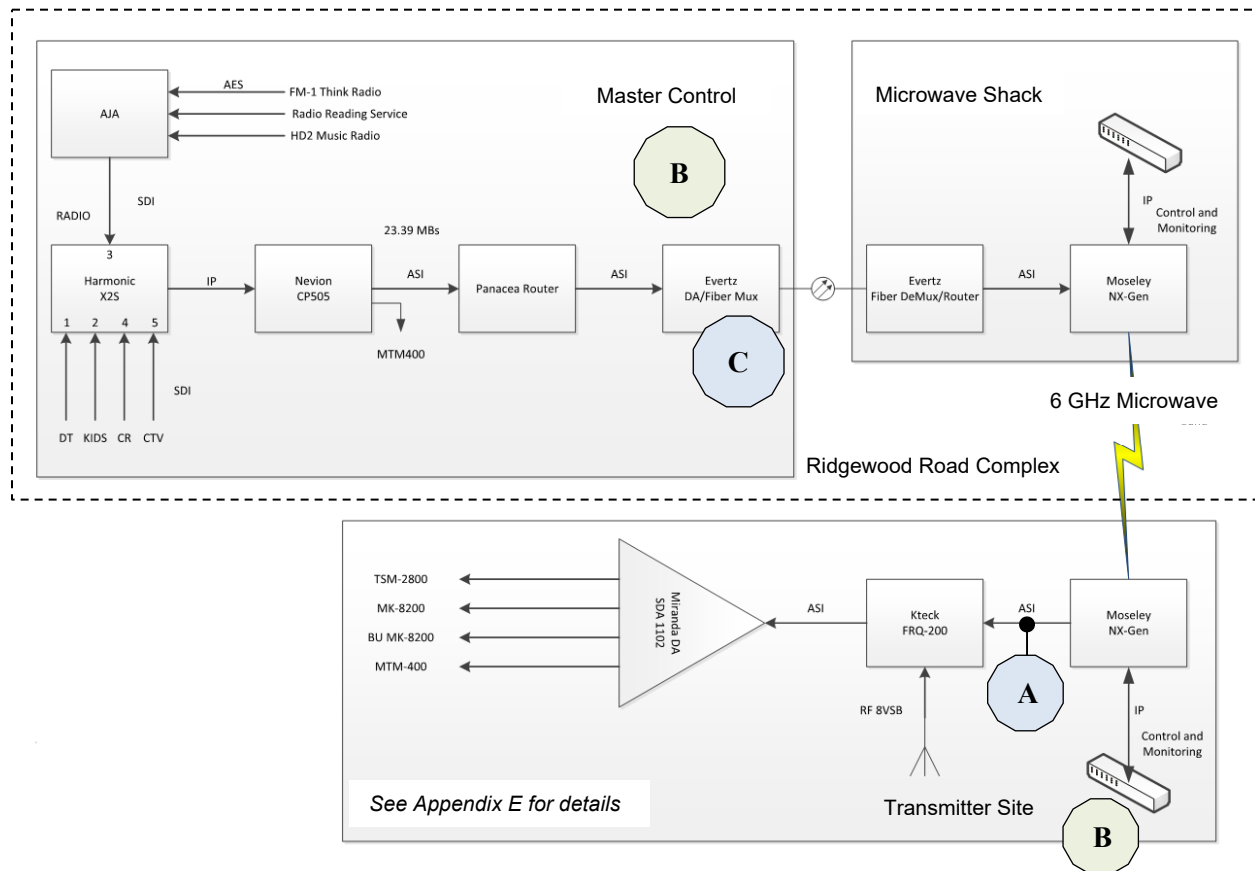 Master Control
B
AJA
AES
FM-1 Think Radio
Radio Reading Service
HD2 Music Radio
SDI
RADIO
3
Harmonic
X2S
1 2 4 5
IP
Nevion
CP505
23.39 MBs
ASI
MTM400
Panacea Router
ASI
Evertz
DA/Fiber Mux
C
SDI
DT KIDS CR CTV
Microwave Shack
IP
Control and
Monitoring
Evertz
Fiber DeMux/Router
ASI
Moseley
NX-Gen
6 GHz Microwave
Ridgewood Road Complex
TSM-2800
MK-8200
BU MK-8200
MTM-400
Miranda DA
SDA 1102
ASI
Kteck
FRQ-200
ASI
Moseley
NX-Gen
A
RF 8VSB
IP
Control and
Monitoring
See Appendix E for details
Transmitter Site
B